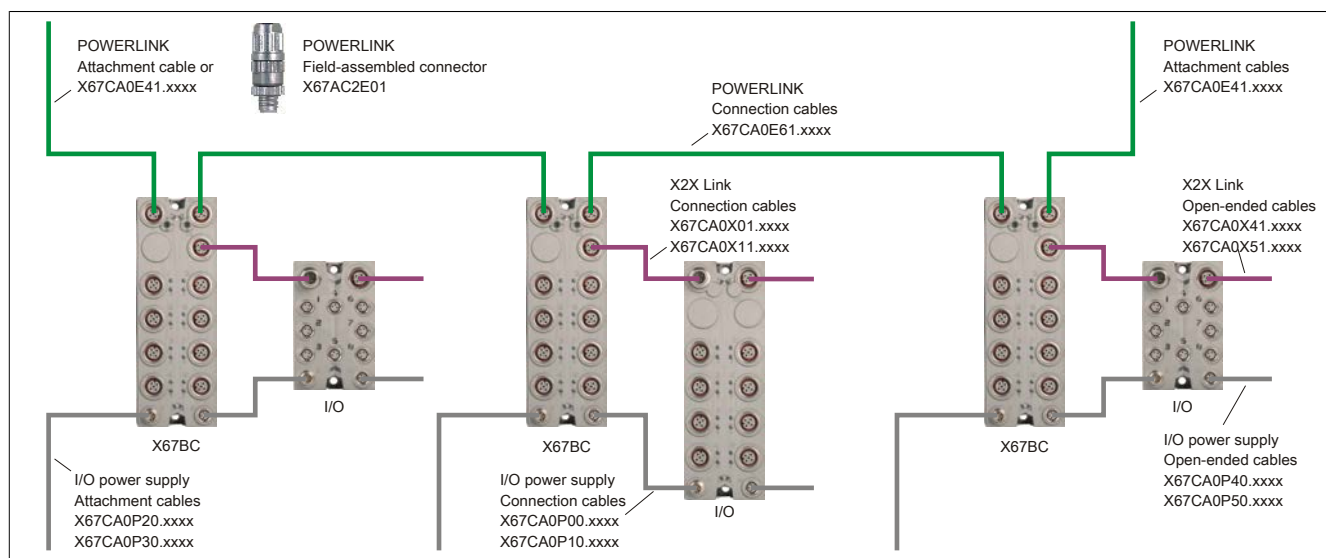 POWERLINK
Attachment cable or
X67CA0E41.xxxx
POWERLINK
Field-assembled connector
X67AC2E01
POWERLINK
Connection cables
X67CA0E61.xxxx
POWERLINK
Attachment cables
X67CA0E41.xxxx
X2X Link
Connection cables
X67CA0X01.xxxx
X67CA0X11.xxxx
X2X Link
Open-ended cables
X67CA0X41.xxxx
X67CA0X51.xxxx
I/O
X67BC
I/O power supply
Attachment cables
X67CA0P20.xxxx
X67CA0P30.xxxx
X67BC
I/O power supply
Connection cables
X67CA0P00.xxxx
X67CA0P10.xxxx
I/O
I/O
X67BC
I/O power supply
Open-ended cables
X67CA0P40.xxxx
X67CA0P50.xxxx